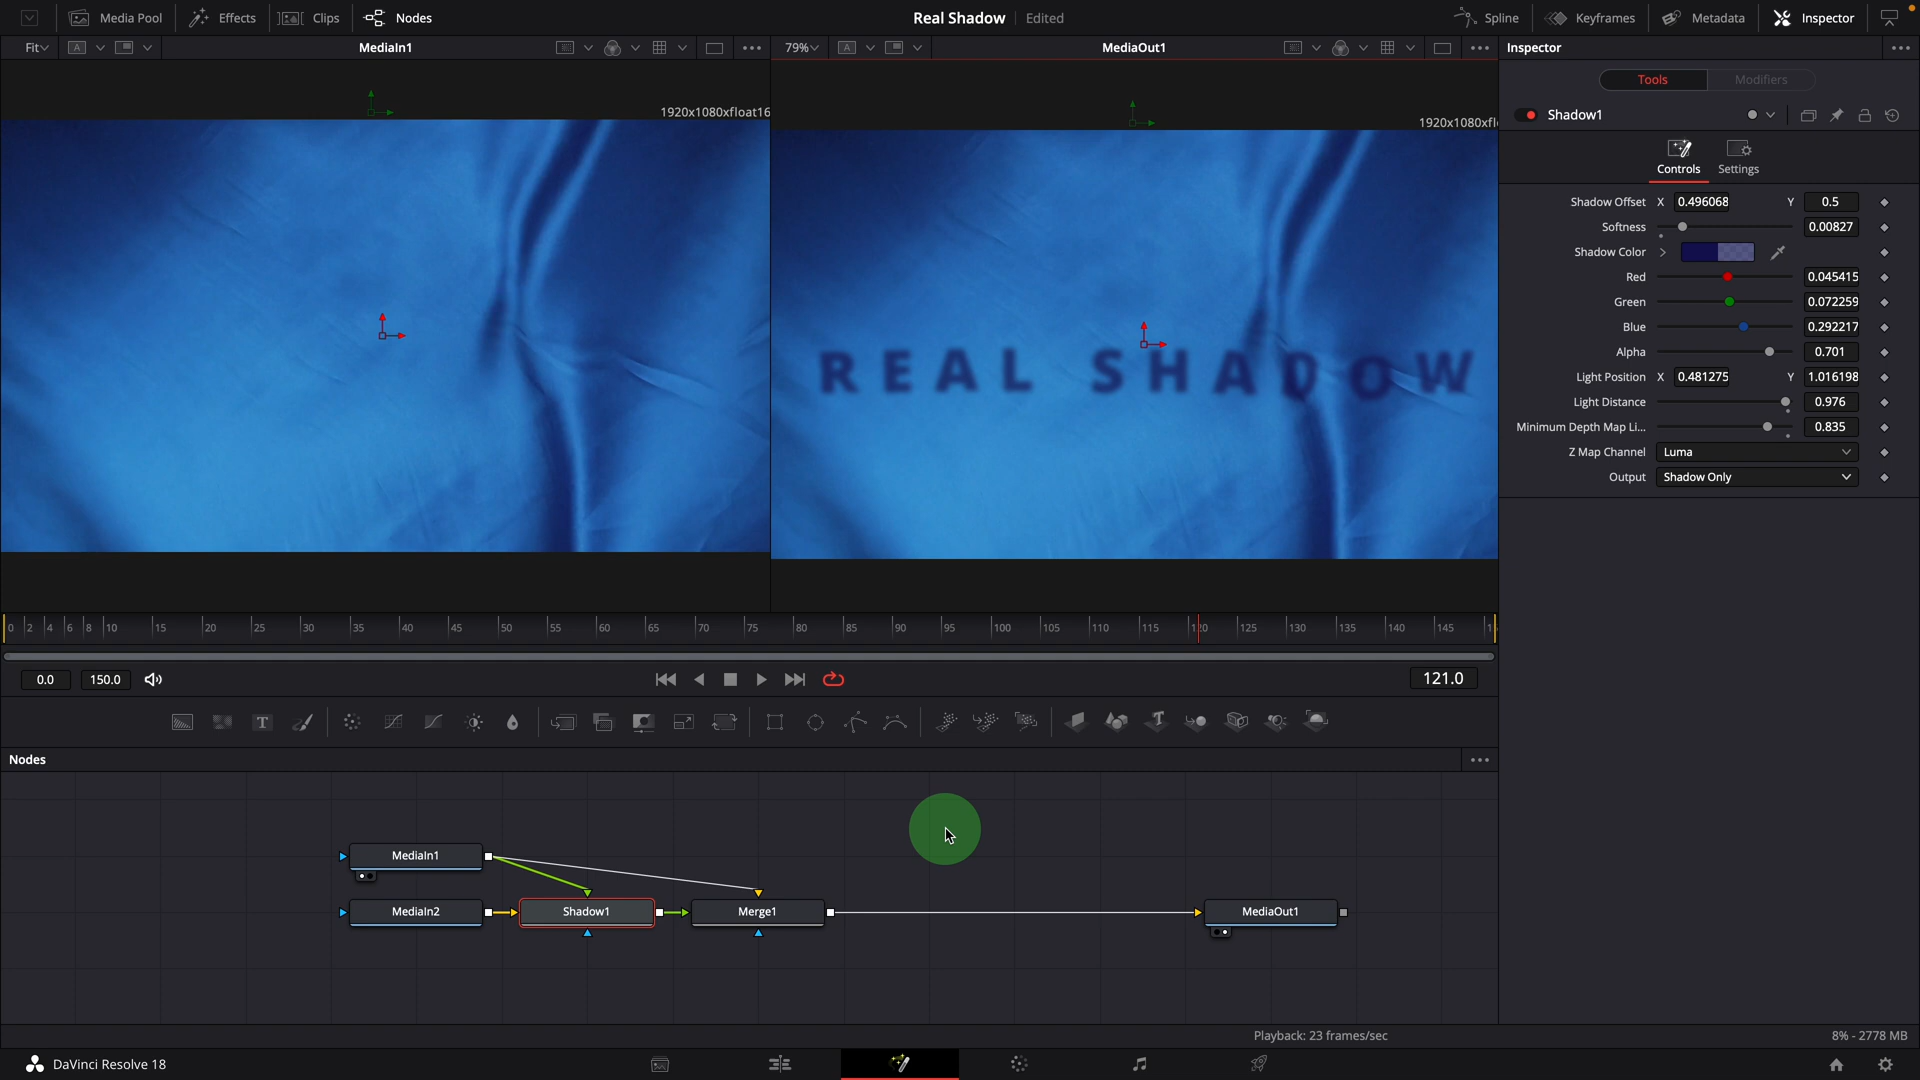 Media Pool Effects Clips Nodes Real Shadow Edited Spline Keyframes Metadata Inspector
Fit A MediaIn1 79% A MediaOut1 Inspector
Tools Modifiers
1920x1080xfloat16
1920x1080xfl
Shadow1
Controls Settings
Shadow Offset X 0.496068 Y 0.5
Softness 0.00827
Shadow Color
Red 0.045415
Green 0.072259
Blue 0.292217
Alpha 0.701
Light Position X 0.481275 Y 1.016198
Light Distance 0.976
Minimum Depth Map Li... 0.835
Z Map Channel Luma
Output Shadow Only
REAL SHADOW
0 2 4 6 8 10 15 20 25 30 35 40 45 50 55 60 65 70 75 80 85 90 95 100 105 110 115 120 125 130 135 140 145
0.0 150.0 121.0
T
Nodes
MediaIn1
MediaIn2 Shadow1 Merge1 MediaOut1
Playback: 23 frames/sec 8% - 2778 MB
DaVinci Resolve 18